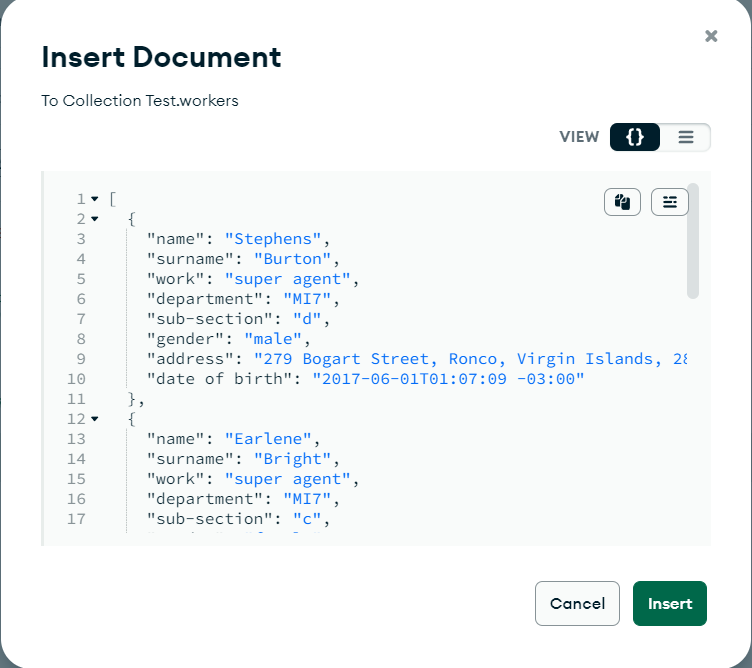 Insert Document
To Collection Test.workers
VIEW {}
1 [
2 {
3 "name": "Stephens",
4 "surname": "Burton",
5 "work": "super agent",
6 "department": "MI7",
7 "sub-section": "d",
8 "gender": "male",
9 "address": "279 Bogart Street, Ronco, Virgin Islands, 28
10 "date of birth": "2017-06-01T01:07:09 -03:00"
11 },
12 {
13 "name": "Earlene",
14 "surname": "Bright",
15 "work": "super agent",
16 "department": "MI7",
17 "sub-section": "c",
Cancel Insert